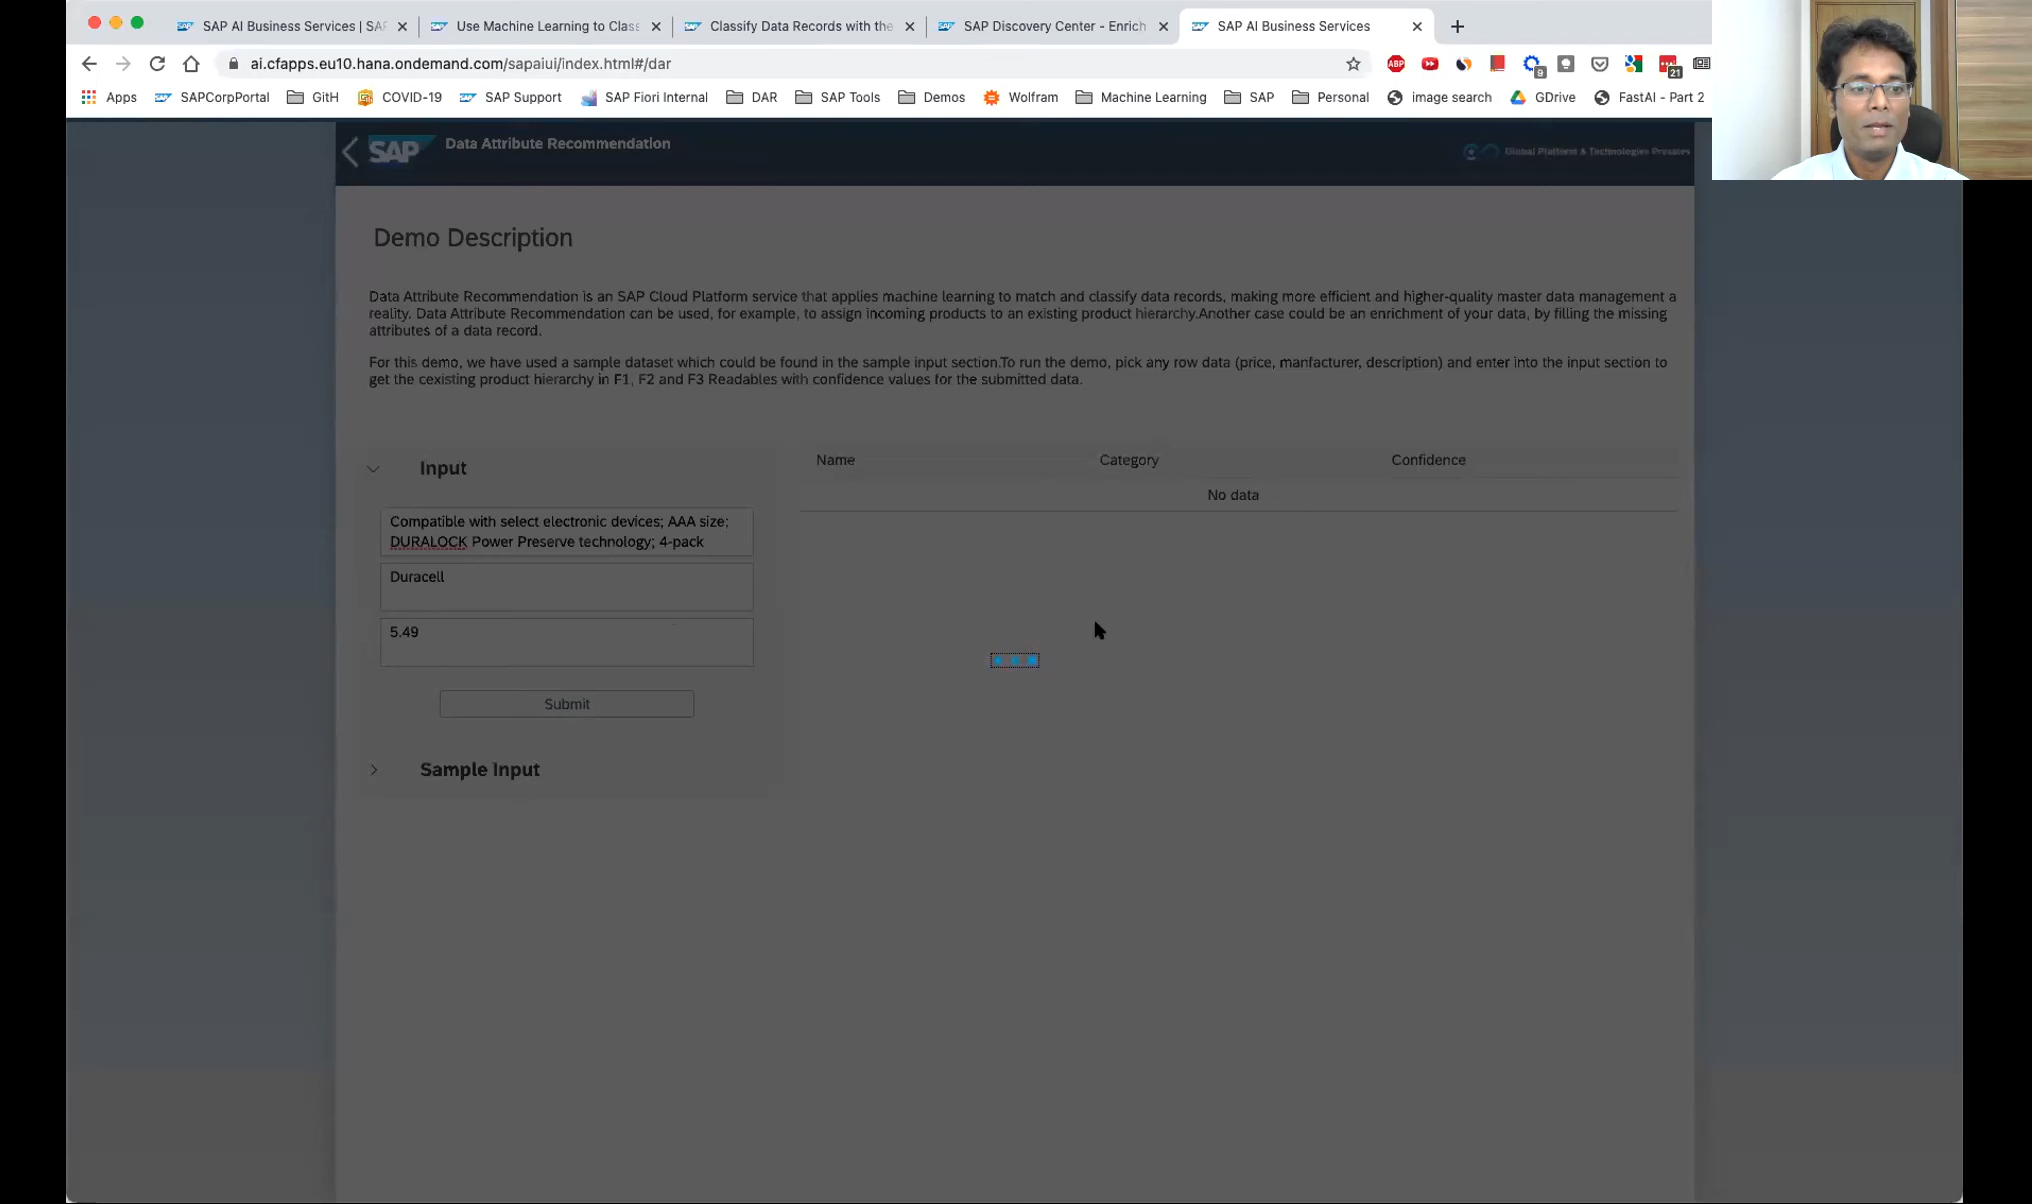 SAP AI Business Services | SA
Use Machine Learning to Clas
Classify Data Records with the
SAP Discovery Center - Enrich
SAP AI Business Services
ai.cfapps.eu10.hana.ondemand.com/sapaiui/index.html#/dar
ABP
9
21
Apps
SAPCorpPortal
GitH
COVID-19
SAP Support
SAP Fiori Internal
DAR
SAP Tools
Demos
Wolfram
Machine Learning
SAP
Personal
image search
GDrive
FastAI - Part 2
SAP
Data Attribute Recommendation
Global Platform & Technologies Presales
Demo Description
Data Attribute Recommendation is an SAP Cloud Platform service that applies machine learning to match and classify data records, making more efficient and higher-quality master data management a
reality. Data Attribute Recommendation can be used, for example, to assign incoming products to an existing product hierarchy.Another case could be an enrichment of your data, by filling the missing
attributes of a data record.
For this demo, we have used a sample dataset which could be found in the sample input section.To run the demo, pick any row data (price, manfacturer, description) and enter into the input section to
get the cexisting product hierarchy in F1, F2 and F3 Readables with confidence values for the submitted data.
Input
Compatible with select electronic devices; AAA size;
DURALOCK Power Preserve technology; 4-pack
Duracell
5.49
Submit
Sample Input
Name
Category
Confidence
No data